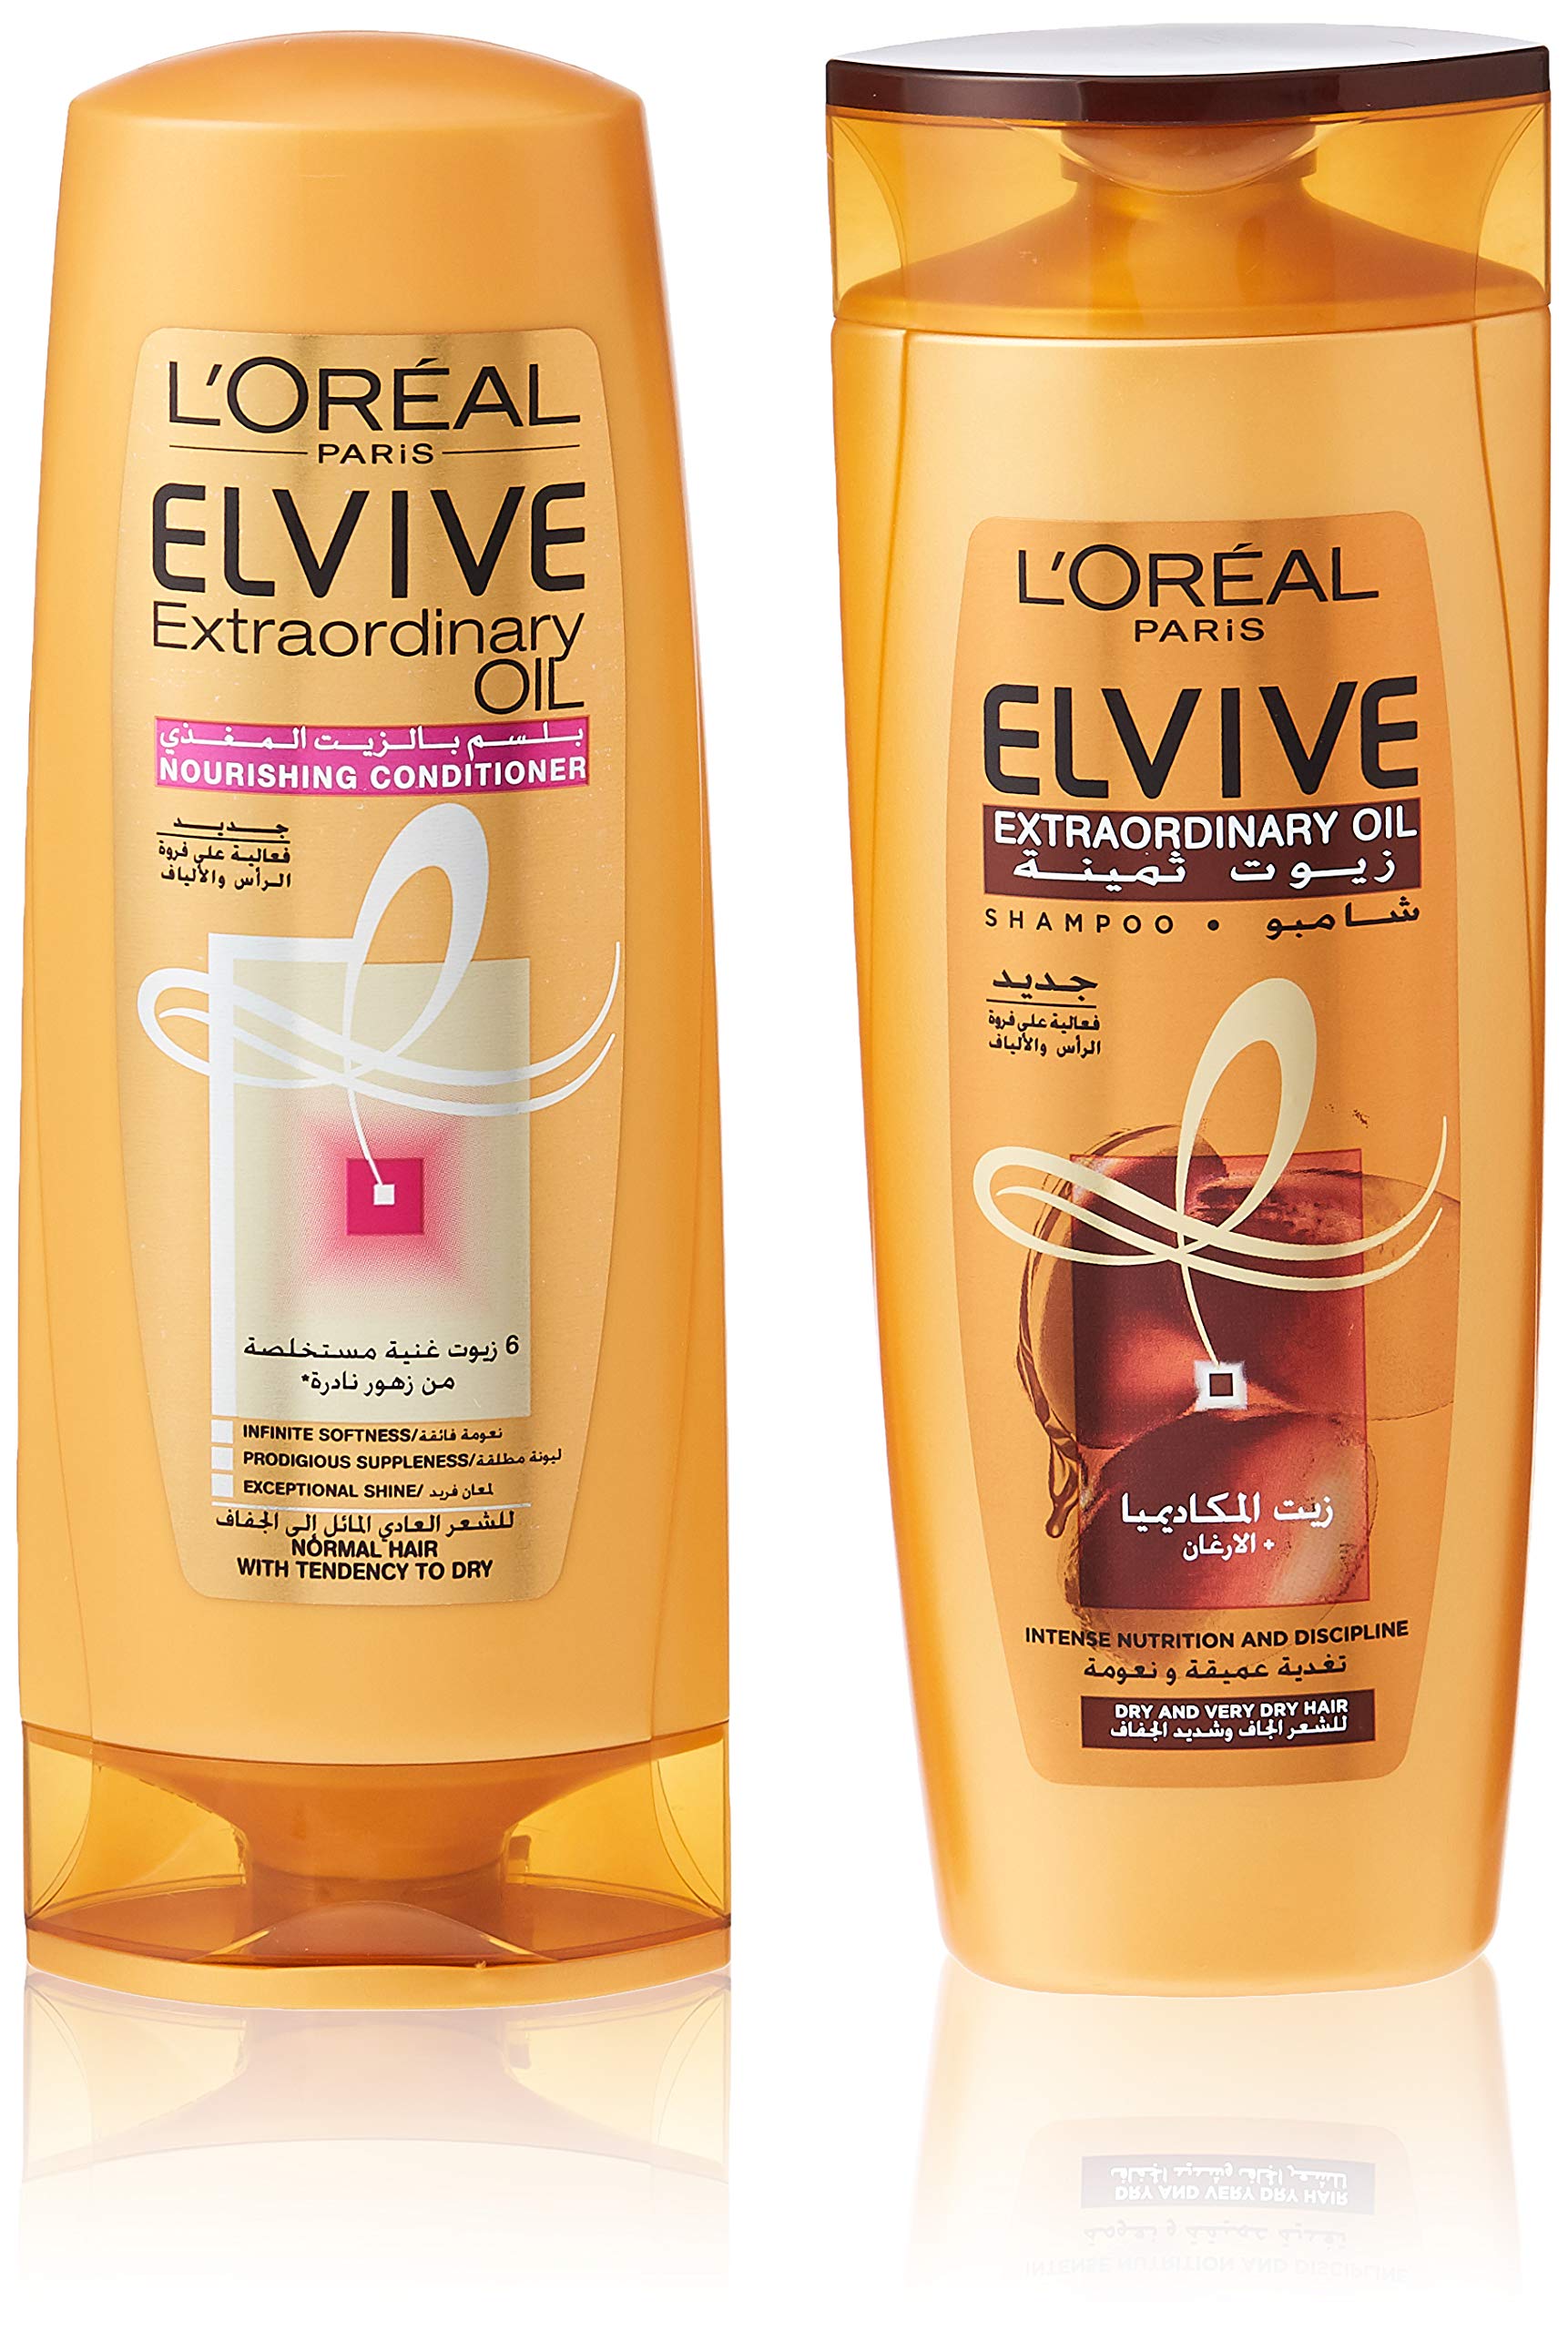 L'ORÉAL
PARiS
ELVIVE
Extraordinary
OIL
بلسم بالزيت المغذي
NOURISHING CONDITIONER
جديد
فعالية على فروة
الرأس والألياف
6 زيوت غنية مستخلصة
من زهور نادرة*
INFINITE SOFTNESS/نعومة فائقة
PRODIGIOUS SUPPLENESS/ليونة مطلقة
EXCEPTIONAL SHINE/ لمعان فريد
للشعر العادي المائل إلى الجفاف
NORMAL HAIR
WITH TENDENCY TO DRY
L'ORÉAL
PARiS
ELVIVE
EXTRAORDINARY OIL
زيوت ثمينة
SHAMPOO • شامبو
جديد
فعالية على فروة
الرأس والألياف
زيت المكاديميا
+ الارغان
INTENSE NUTRITION AND DISCIPLINE
تغدية عميقة و نعومة
DRY AND VERY DRY HAIR
للشعر الجاف وشديد الجفاف